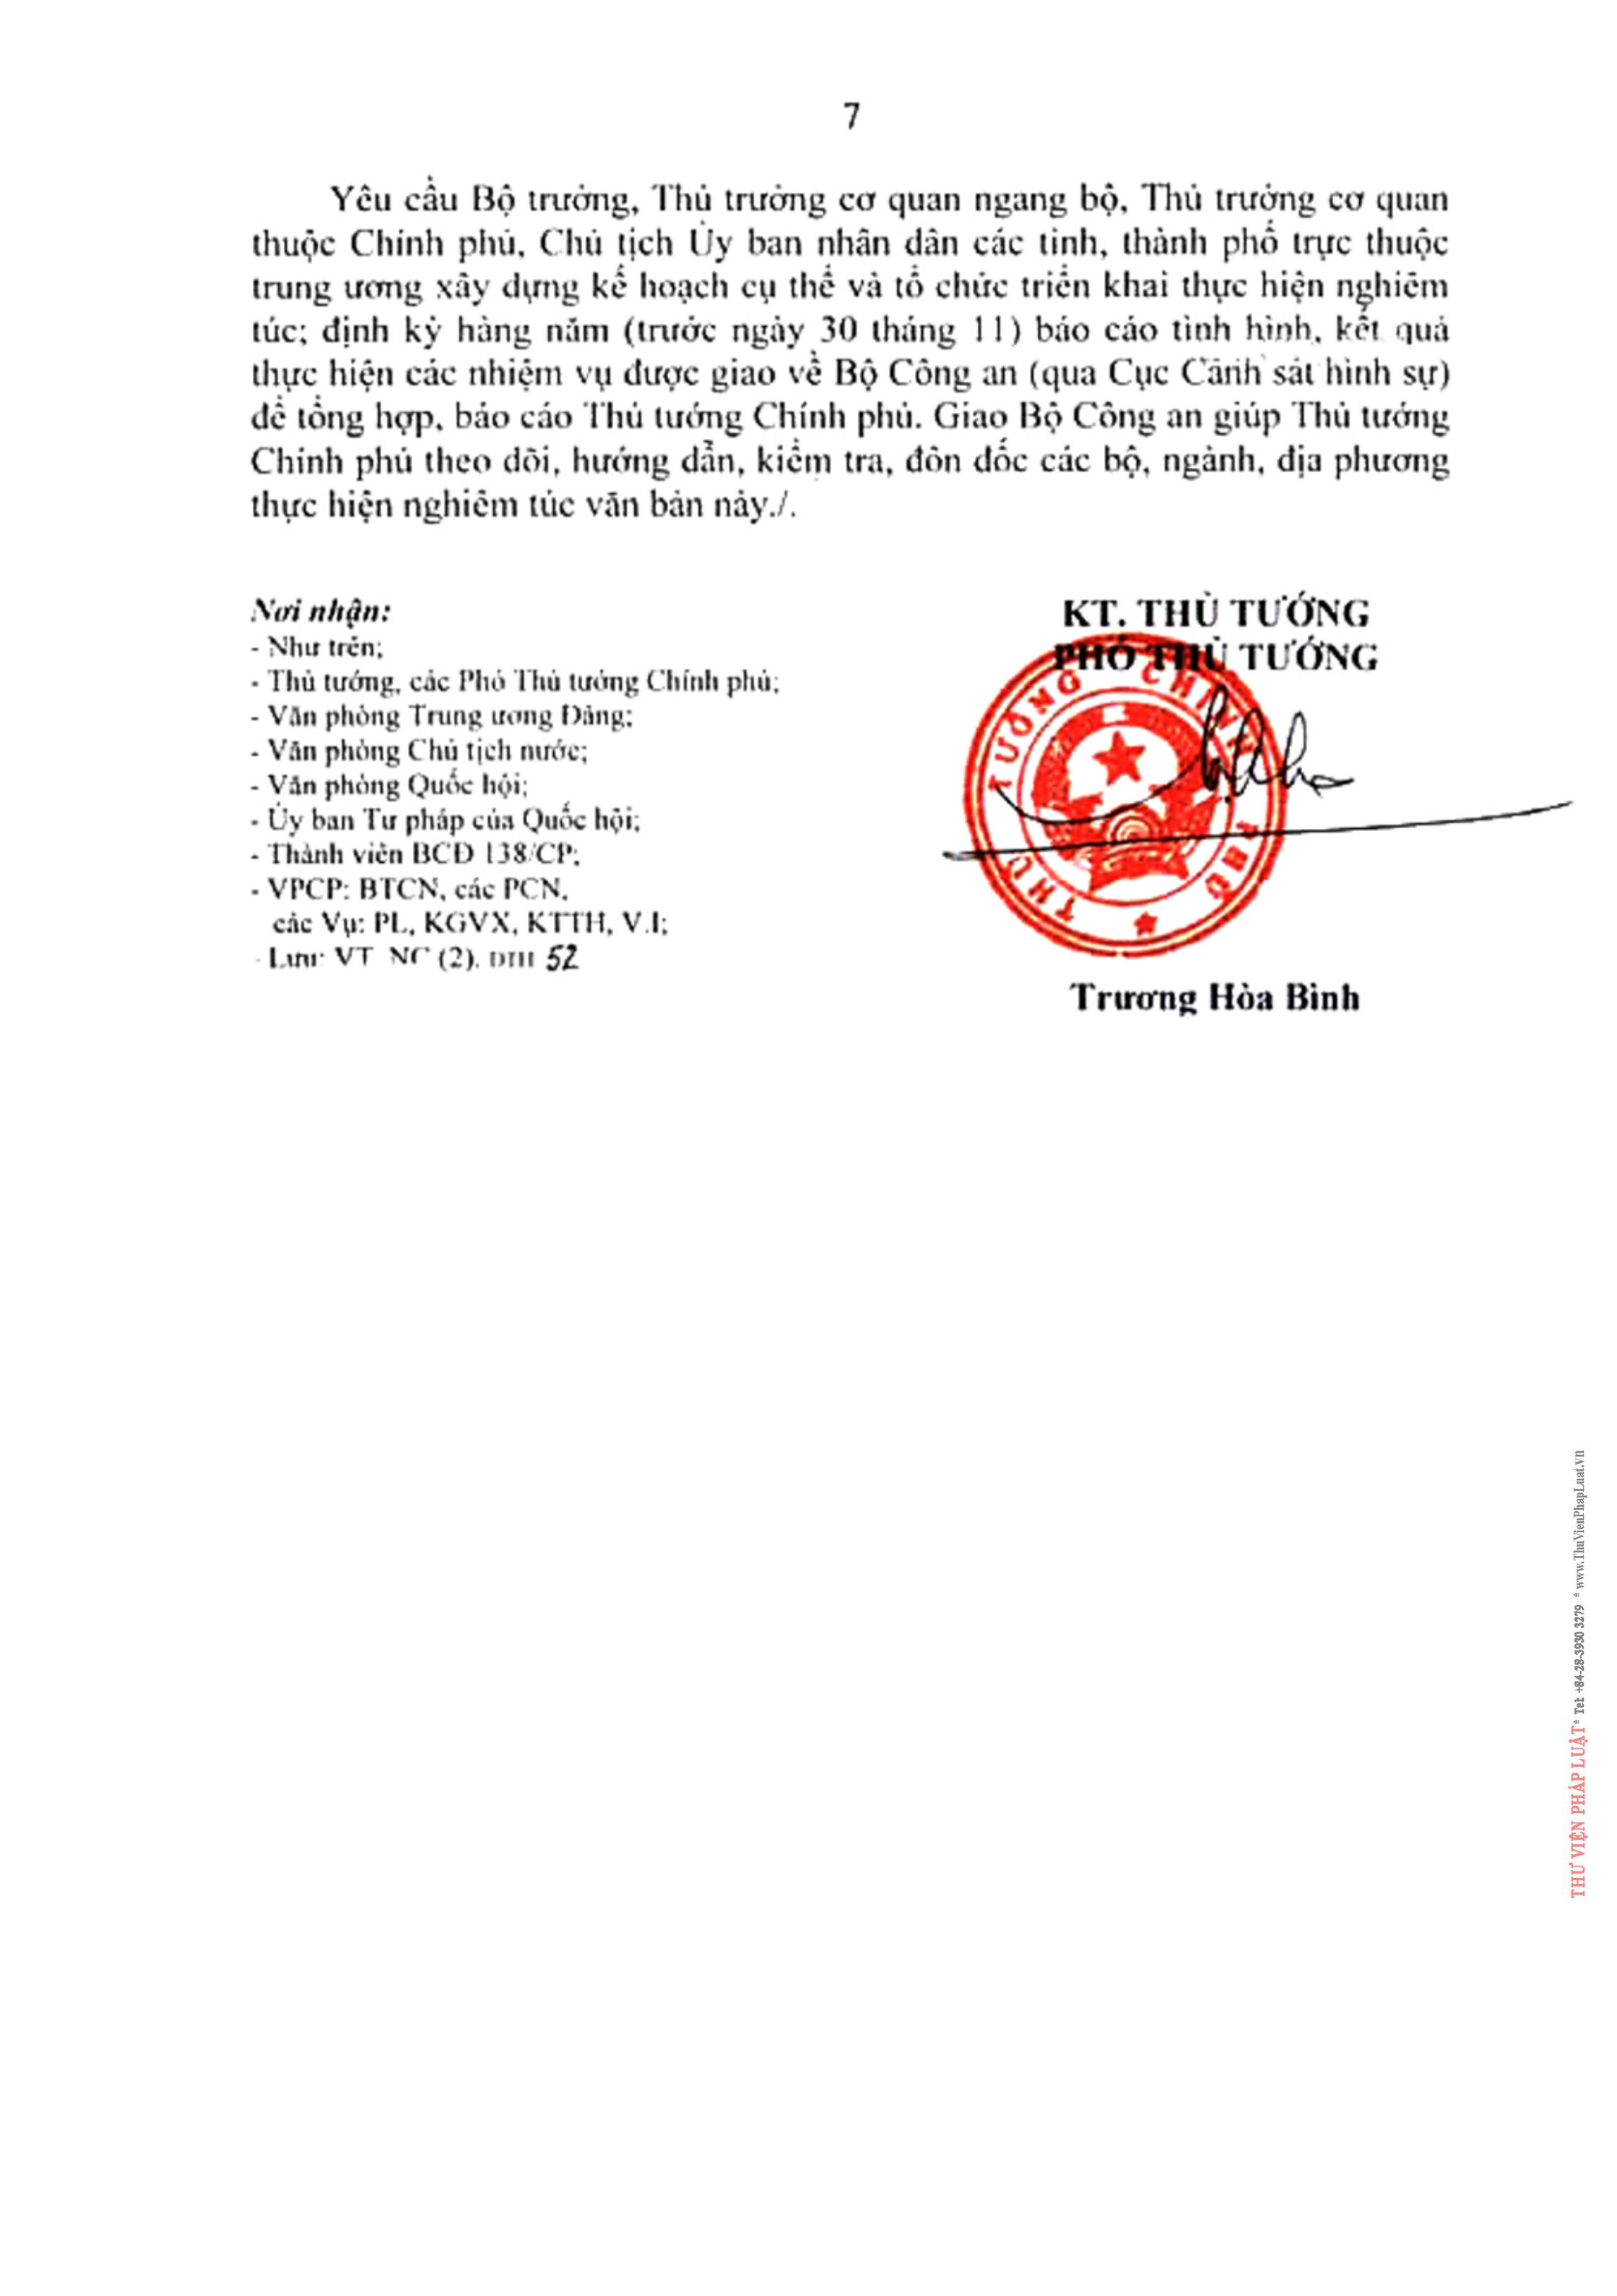 7
Yêu cầu Bộ trưởng, Thủ trưởng cơ quan ngang bộ, Thủ trưởng cơ quan
thuộc Chính phủ, Chủ tịch Ủy ban nhân dân các tỉnh, thành phố trực thuộc
trung ương xây dựng kế hoạch cụ thể và tổ chức triển khai thực hiện nghiêm
túc; định kỳ hàng năm (trước ngày 30 tháng 11) báo cáo tình hình, kết quả
thực hiện các nhiệm vụ được giao về Bộ Công an (qua Cục Cảnh sát hình sự)
để tổng hợp, báo cáo Thủ tướng Chính phủ. Giao Bộ Công an giúp Thủ tướng
Chính phủ theo dõi, hướng dẫn, kiểm tra, đôn đốc các bộ, ngành, địa phương
thực hiện nghiêm túc văn bản này./.
Nơi nhận:
- Như trên;
- Thủ tướng, các Phó Thủ tướng Chính phủ;
- Văn phòng Trung ương Đảng;
- Văn phòng Chủ tịch nước;
- Văn phòng Quốc hội;
- Ủy ban Tư pháp của Quốc hội;
- Thành viên BCĐ 138/CP;
- VPCP: BTCN, các PCN,
các Vụ: PL, KGVX, KTTH, V.I;
- Lưu: VT, NC (2), DTH 52
KT. THỦ TƯỚNG
PHÓ THỦ TƯỚNG
THỦ TƯỚNG CHÍNH PHỦ
Trương Hòa Bình
THƯ VIỆN PHÁP LUẬT * Tel: +84-28-3930 3279 * www.ThuVienPhapLuat.vn